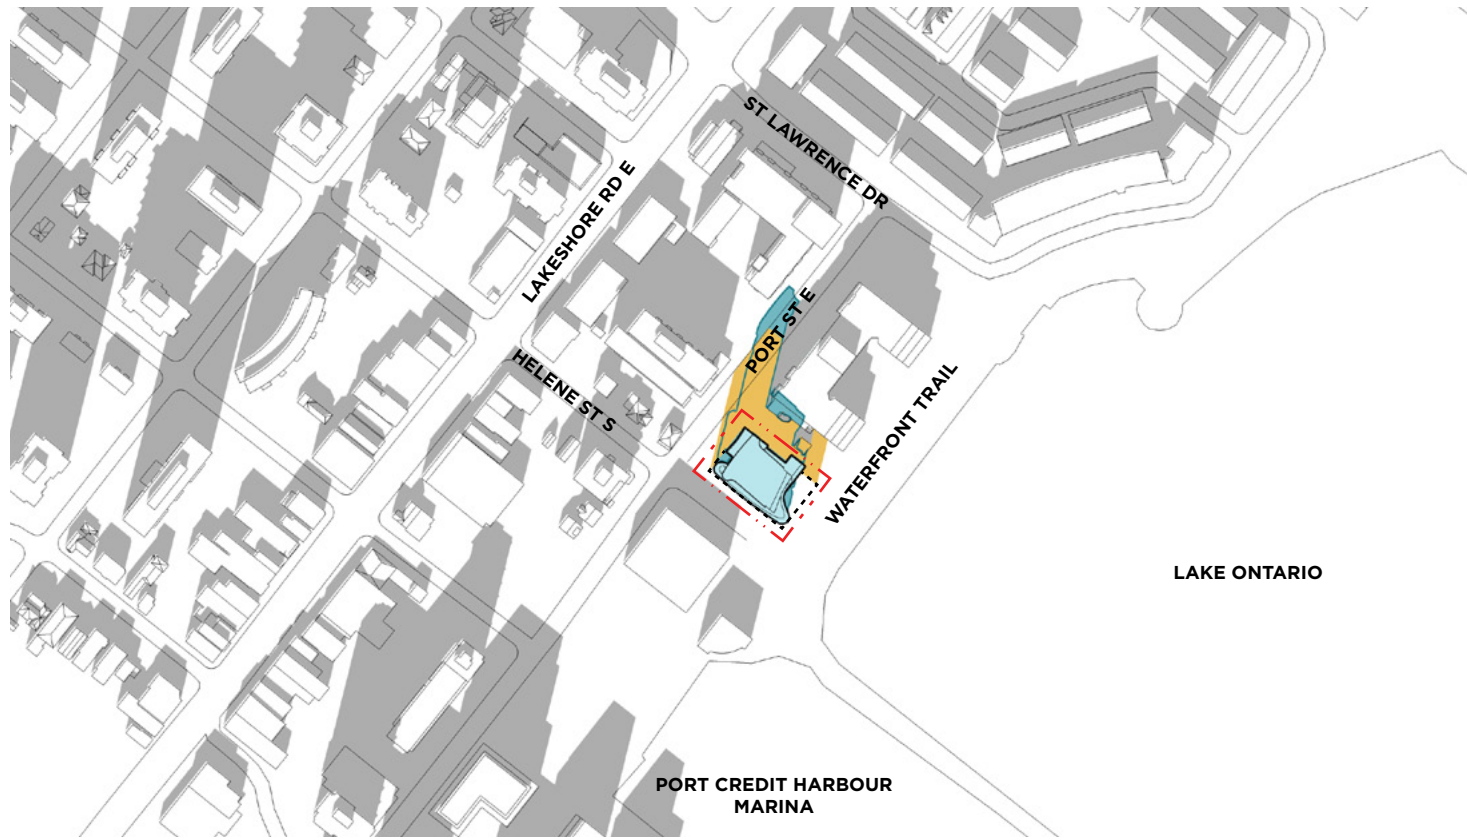 ST LAWRENCE DR
LAKESHORE RD E
PORT ST E
HELENE ST S
WATERFRONT TRAIL
LAKE ONTARIO
PORT CREDIT HARBOUR
MARINA